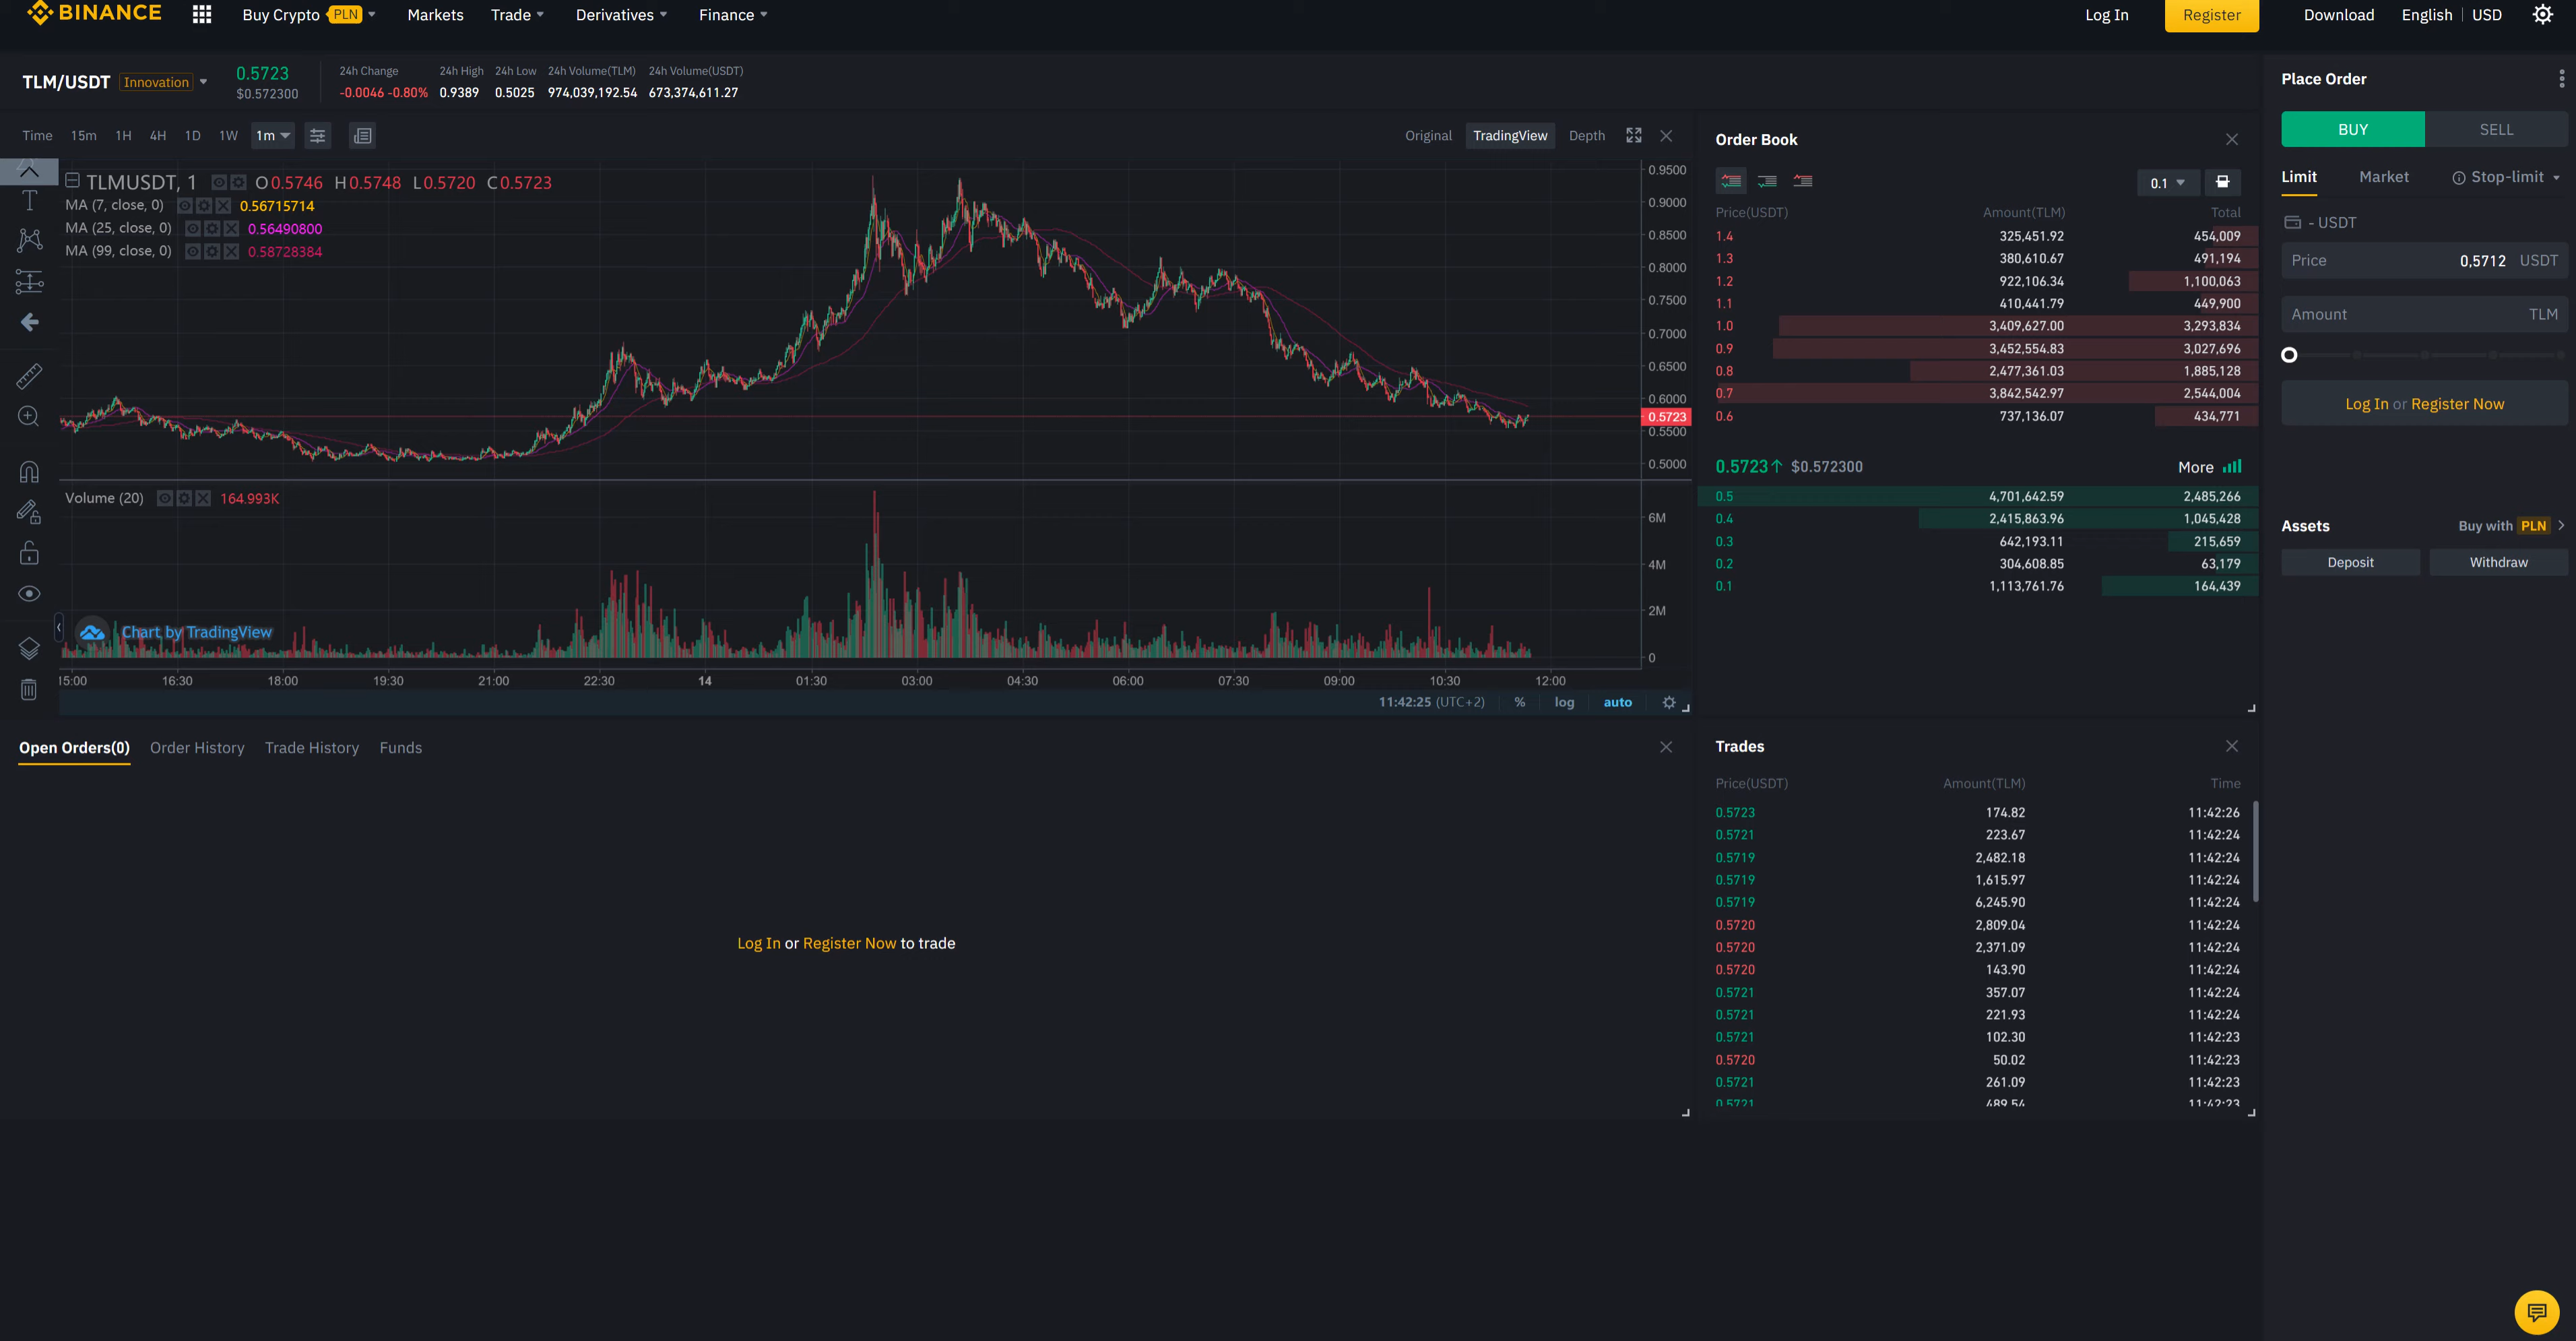 BINANCE Buy Crypto PLN Markets Trade Derivatives Finance Log In Register Download English USD
TLM/USDT Innovation 0.5723 $0.572300
24h Change 24h High 24h Low 24h Volume(TLM) 24h Volume(USDT)
-0.0046 -0.80% 0.9389 0.5025 974,039,192.54 673,374,611.27
Time 15m 1H 4H 1D 1W 1m Original TradingView Depth
TLMUSDT, 1 O0.5746 H0.5748 L0.5720 C0.5723
MA (7, close, 0) 0.56715714
MA (25, close, 0) 0.56490800
MA (99, close, 0) 0.58728384
0.9500
0.9000
0.8500
0.8000
0.7500
0.7000
0.6500
0.6000
0.5723
0.5500
0.5000
Volume (20) 164.993K
6M
4M
2M
0
Chart by TradingView
15:00 16:30 18:00 19:30 21:00 22:30 14 01:30 03:00 04:30 06:00 07:30 09:00 10:30 12:00
11:42:25 (UTC+2) % log auto
Order Book
0.1
Price(USDT) Amount(TLM) Total
1.4 325,451.92 454,009
1.3 380,610.67 491,194
1.2 922,106.34 1,100,063
1.1 410,441.79 449,900
1.0 3,409,627.00 3,293,834
0.9 3,452,554.83 3,027,696
0.8 2,477,361.03 1,885,128
0.7 3,842,542.97 2,544,004
0.6 737,136.07 434,771
0.5723↑ $0.572300 More
0.5 4,701,642.59 2,485,266
0.4 2,415,863.96 1,045,428
0.3 642,193.11 215,659
0.2 304,608.85 63,179
0.1 1,113,761.76 164,439
Place Order
BUY SELL
Limit Market Stop-limit
- USDT
Price 0,5712 USDT
Amount TLM
Log In or Register Now
Assets Buy with PLN
Deposit Withdraw
Open Orders(0) Order History Trade History Funds
Log In or Register Now to trade
Trades
Price(USDT) Amount(TLM) Time
0.5723 174.82 11:42:26
0.5721 223.67 11:42:24
0.5719 2,482.18 11:42:24
0.5719 1,615.97 11:42:24
0.5719 6,245.90 11:42:24
0.5720 2,809.04 11:42:24
0.5720 2,371.09 11:42:24
0.5720 143.90 11:42:24
0.5721 357.07 11:42:24
0.5721 221.93 11:42:24
0.5721 102.30 11:42:23
0.5720 50.02 11:42:23
0.5721 261.09 11:42:23
0.5721 489.54 11:42:23